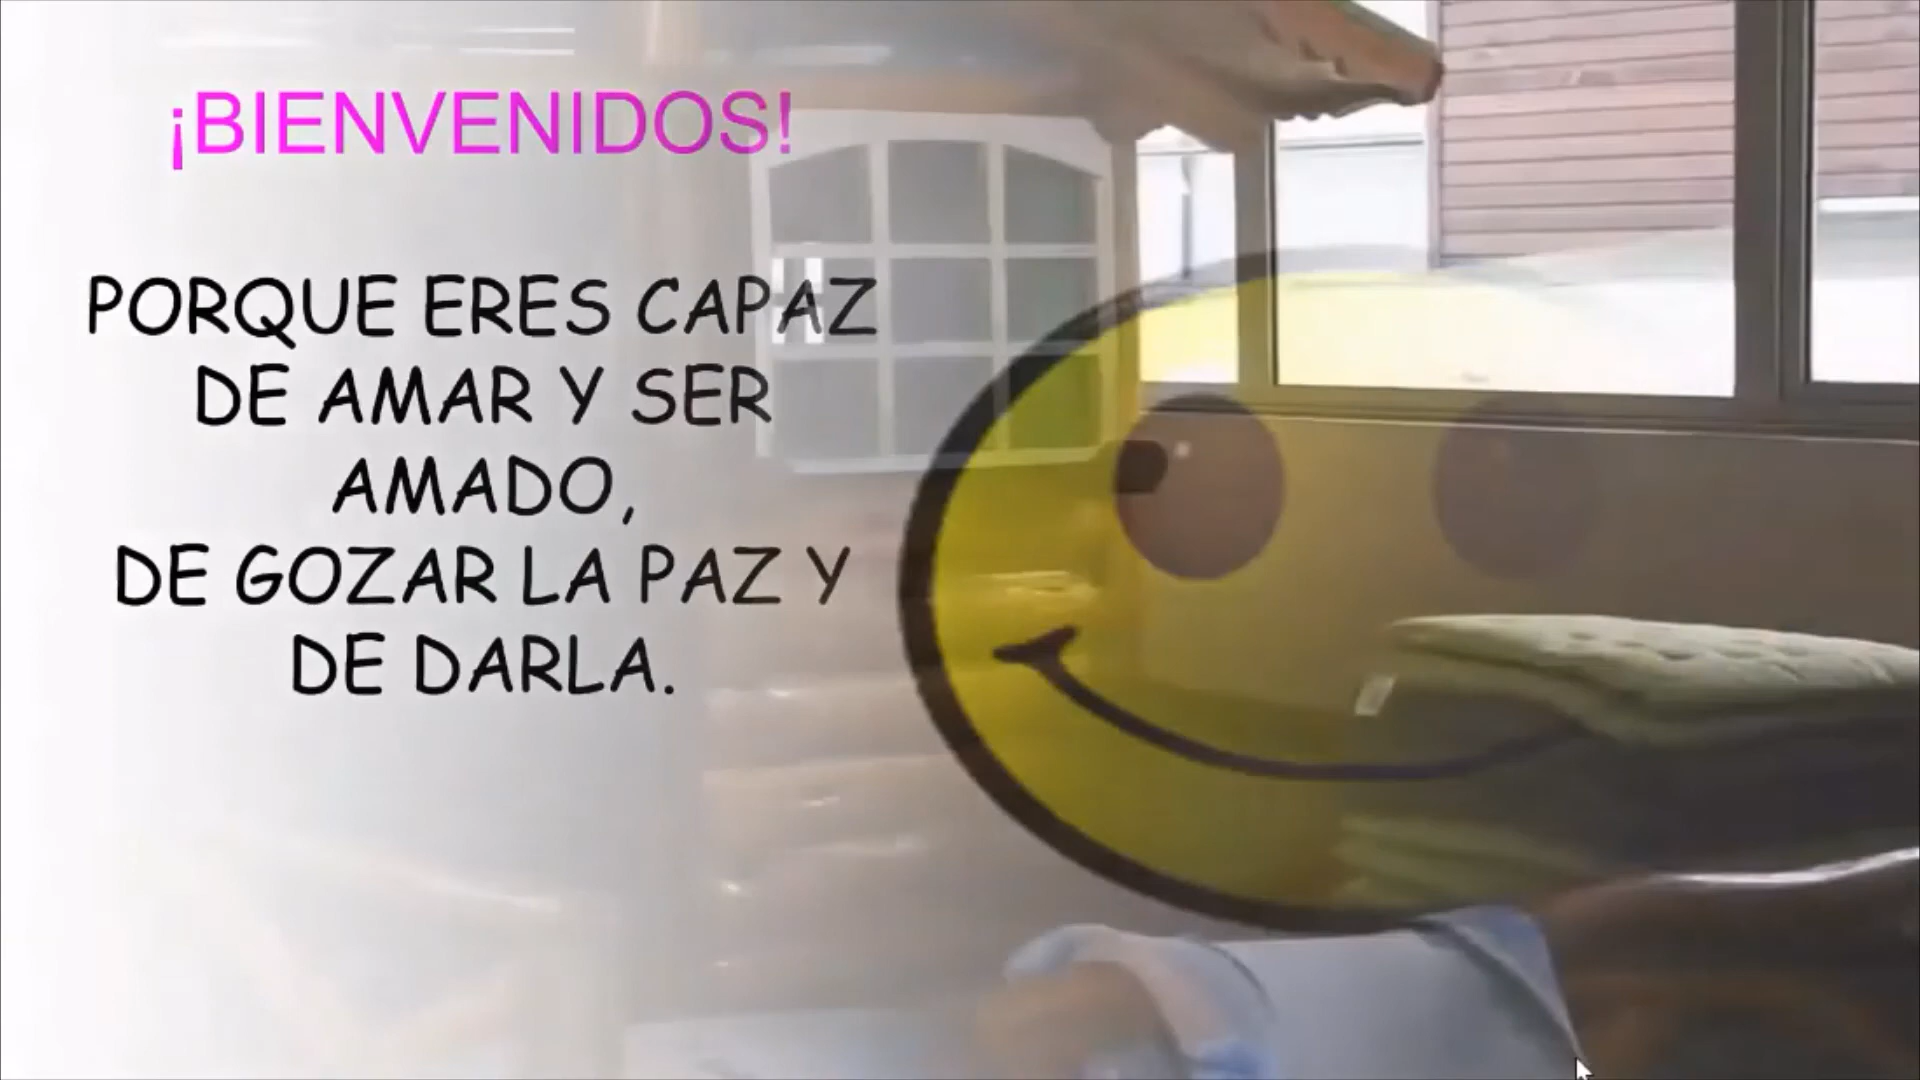 ¡BIENVENIDOS!
PORQUE ERES CAPAZ
DE AMAR Y SER
AMADO,
DE GOZAR LA PAZ Y
DE DARLA.